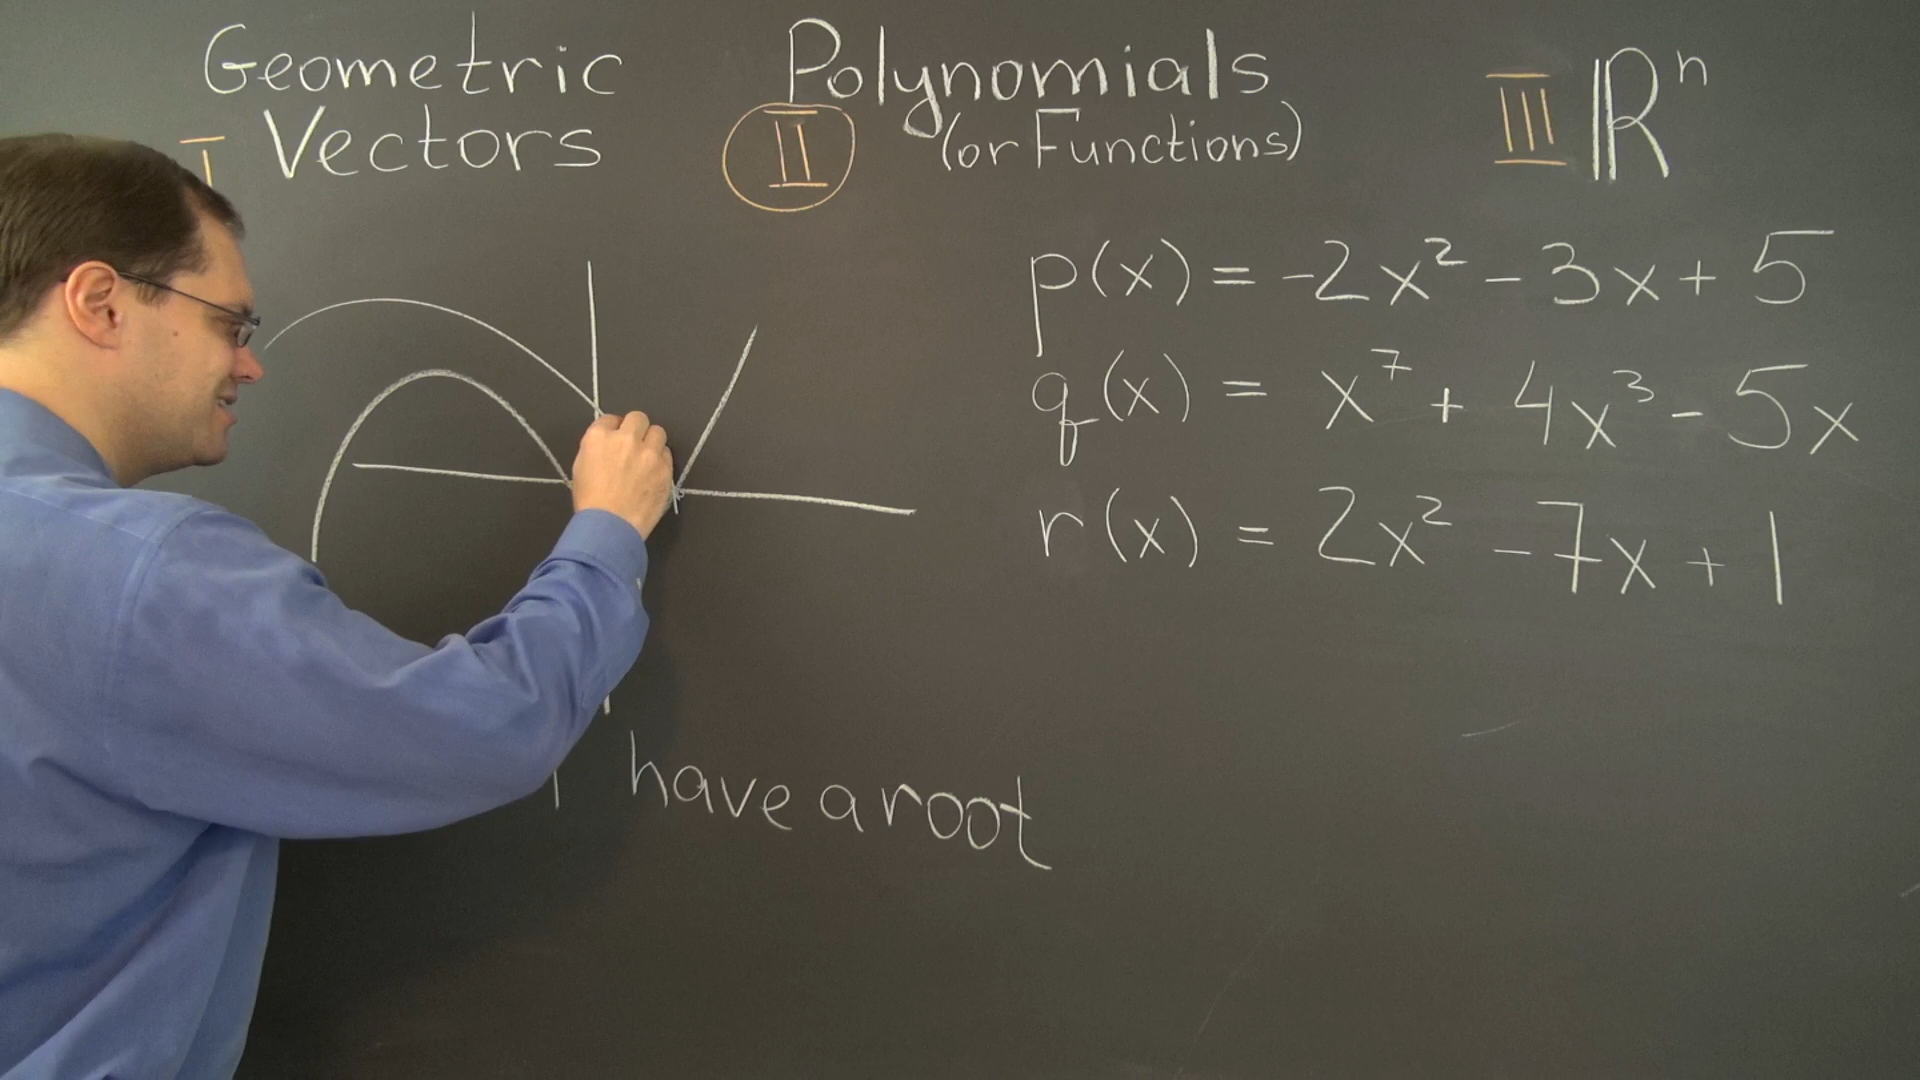 Geometric
I Vectors
II Polynomials
(or Functions)
III ℝⁿ
p(x) = -2x² - 3x + 5
q(x) = x⁷ + 4x³ - 5x
r(x) = 2x² - 7x + 1
have a root